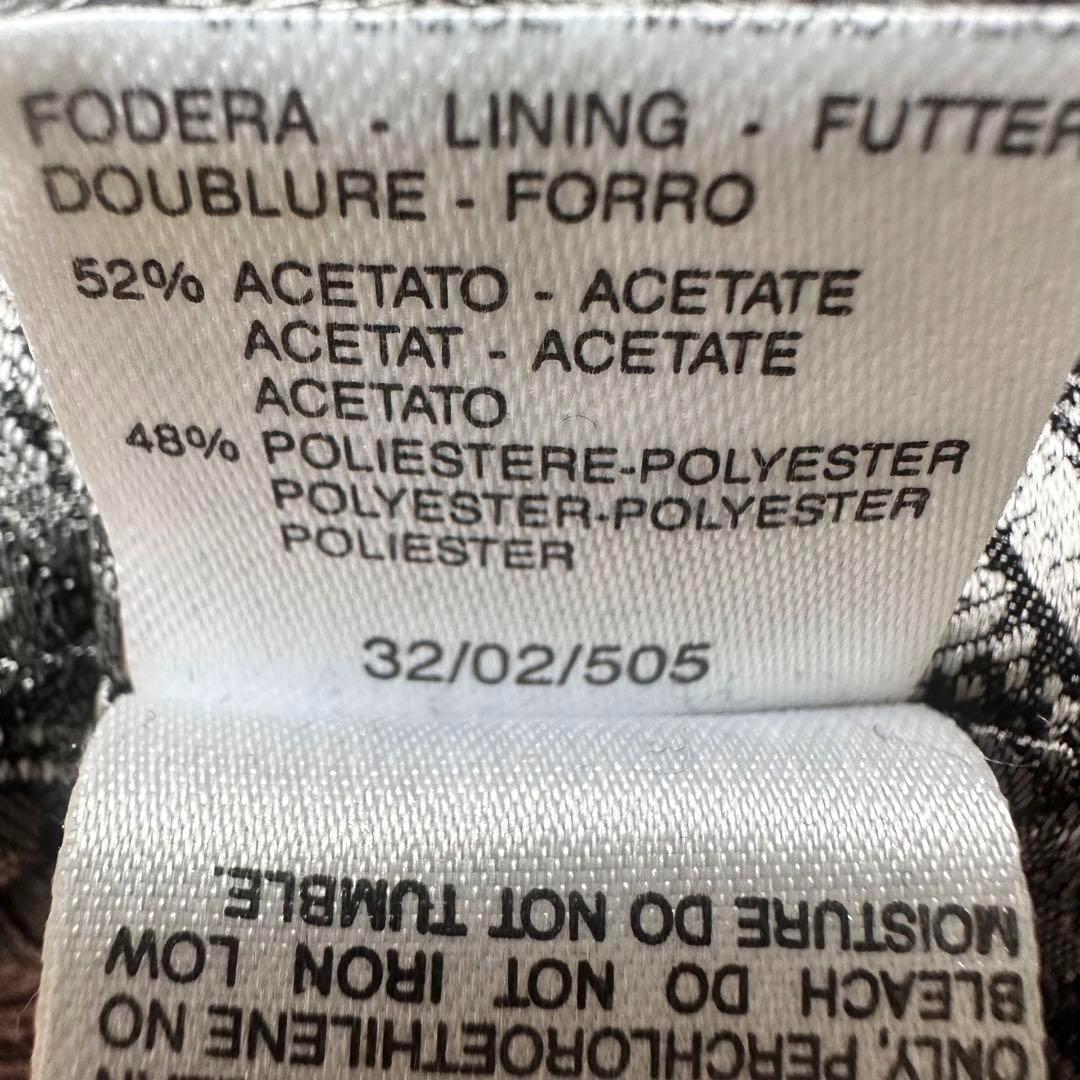 FODERA - LINING - FUTTER
DOUBLURE - FORRO
52% ACETATO - ACETATE
ACETAT - ACETATE
ACETATO
48% POLIESTERE-POLYESTER
POLYESTER-POLYESTER
POLIESTER
32/02/505
ONLY, PERCHLOROETHILENE NO
BLEACH DO NOT IRON LOW
MOISTURE DO NOT TUMBLE.